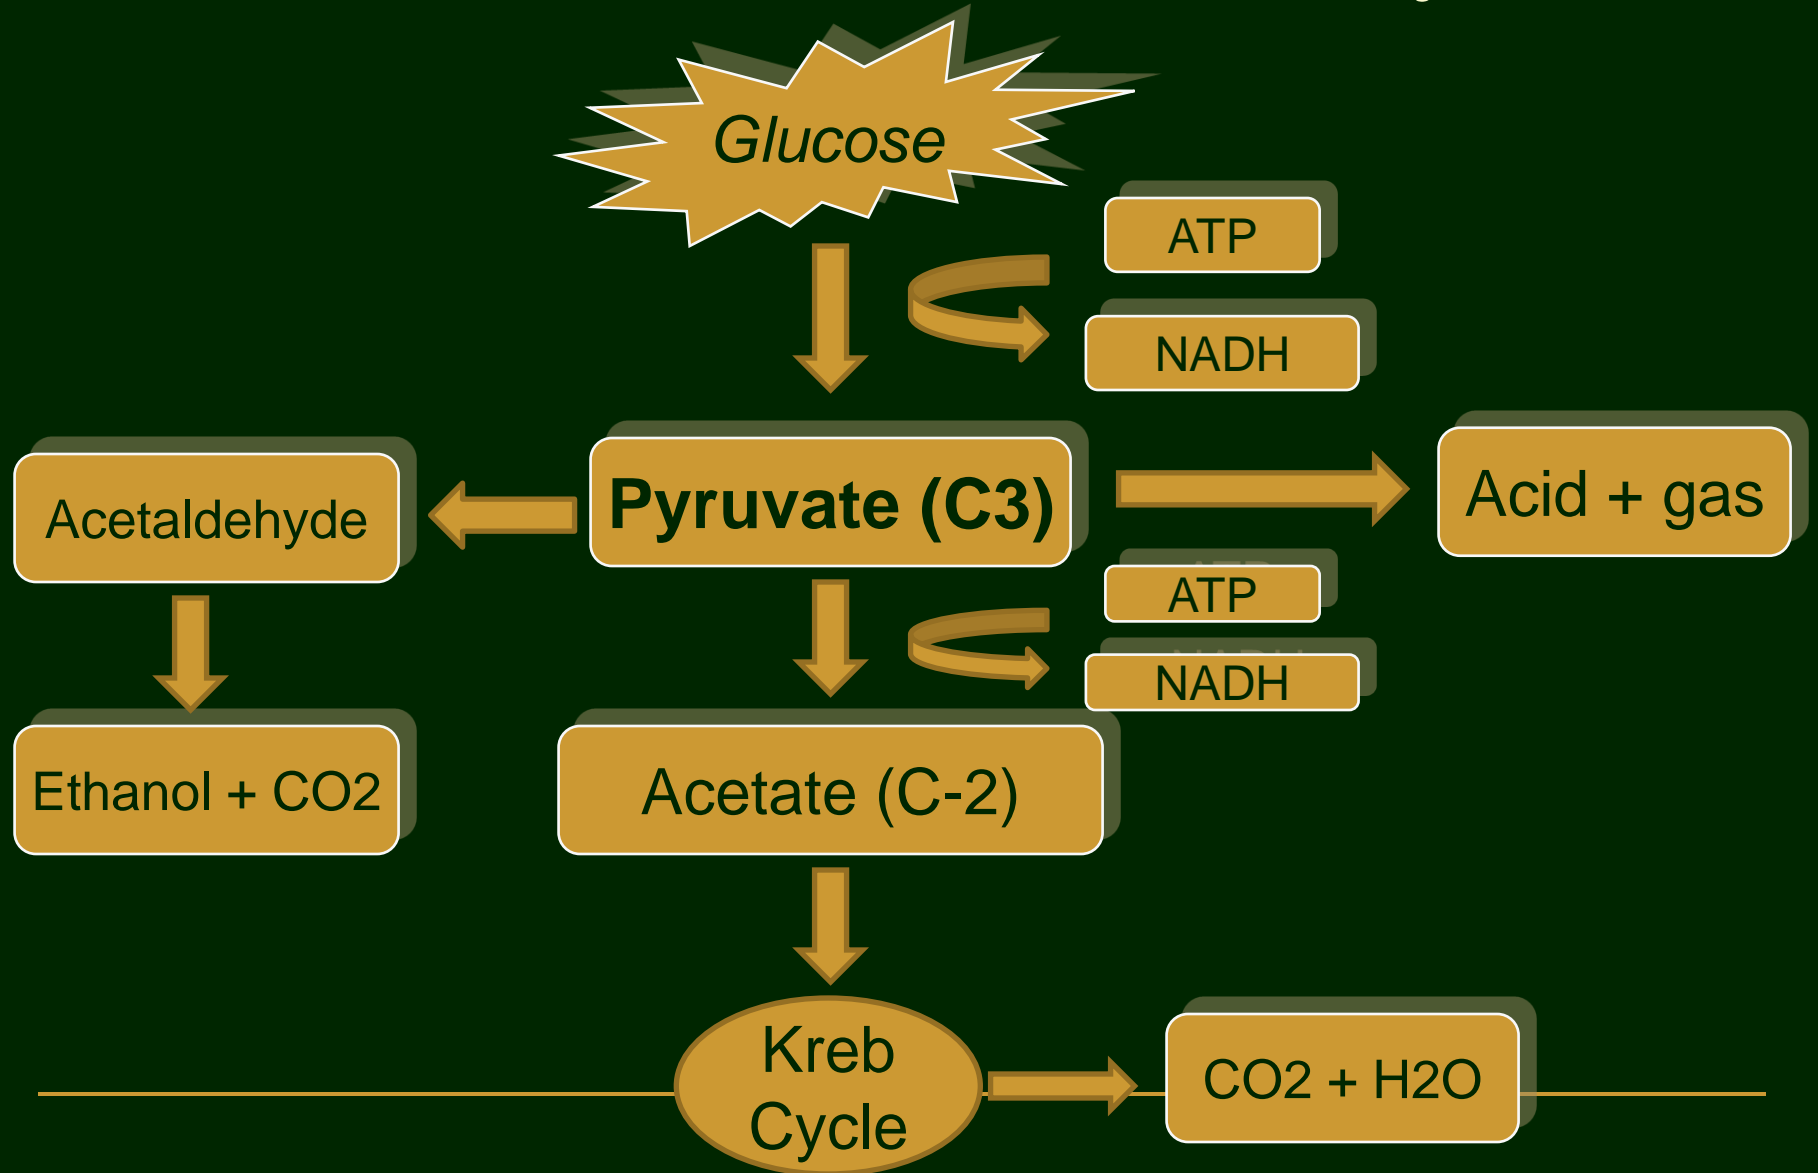 Glucose
ATP
NADH
Acetaldehyde
Pyruvate (C3)
Acid + gas
ATP
NADH
Ethanol + CO2
Acetate (C-2)
Kreb
Cycle
CO2 + H2O